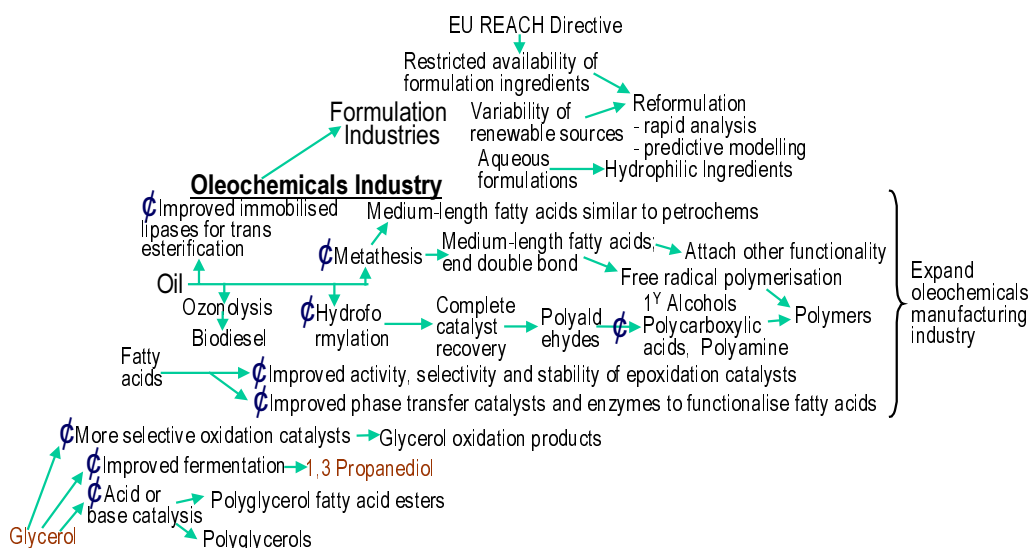 EU REACH Directive
Restricted availability of
formulation ingredients
Formulation
Industries
Variability of
renewable sources
Reformulation
- rapid analysis
- predictive modelling
Aqueous
formulations
Hydrophilic Ingredients
Oleochemicals Industry
¢Improved immobilised
lipases for trans
esterification
Medium-length fatty acids similar to petrochems
¢Metathesis
Medium-length fatty acids;
end double bond
Attach other functionality
Free radical polymerisation
Oil
Ozonolysis
Biodiesel
¢Hydrofo
rmylation
Complete
catalyst
recovery
Polyald
ehydes
¢
1Y Alcohols
Polycarboxylic
acids, Polyamine
Polymers
Expand
oleochemicals
manufacturing
industry
Fatty
acids
¢Improved activity, selectivity and stability of epoxidation catalysts
¢Improved phase transfer catalysts and enzymes to functionalise fatty acids
¢More selective oxidation catalysts
Glycerol oxidation products
¢Improved fermentation
1,3 Propanediol
¢Acid or
base catalysis
Polyglycerol fatty acid esters
Glycerol
Polyglycerols